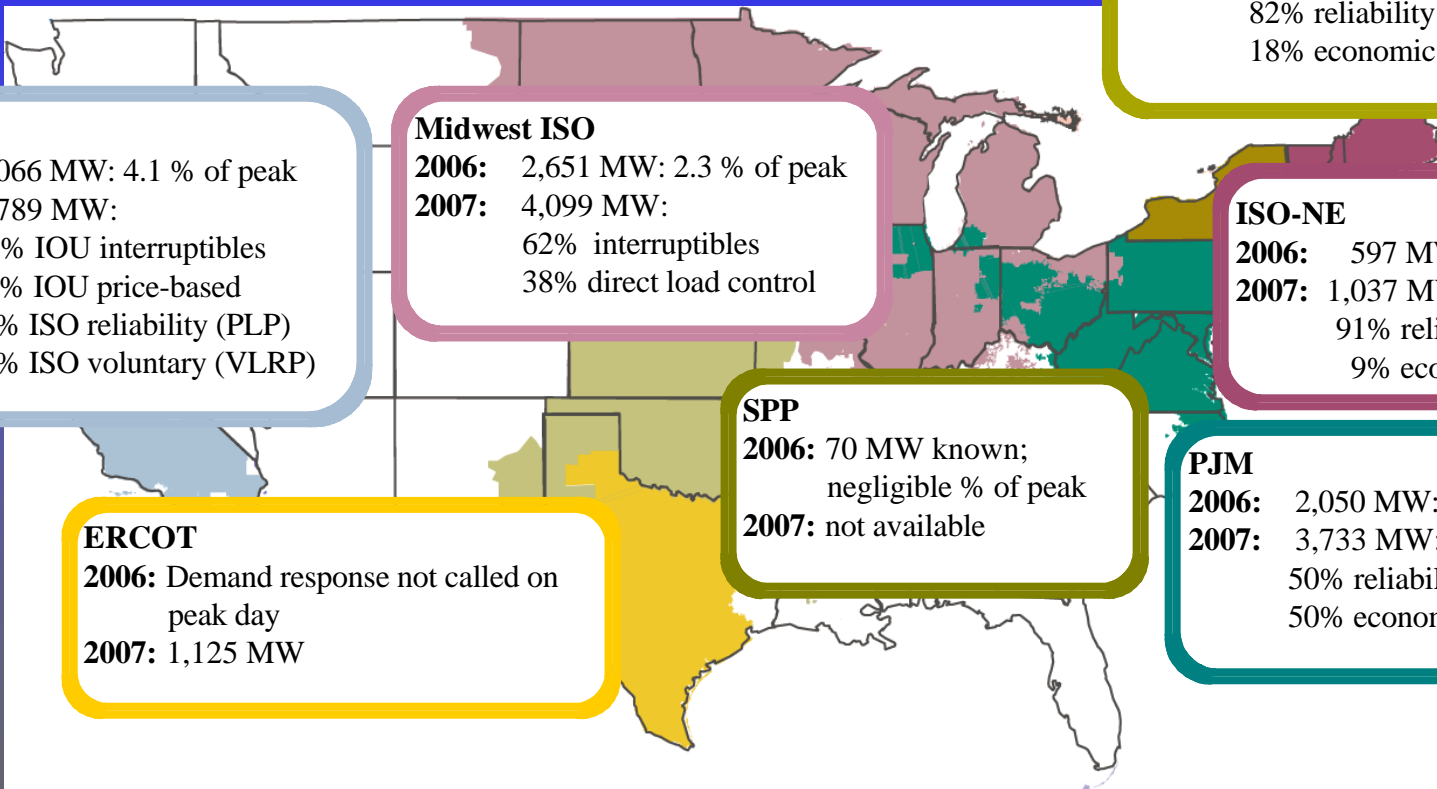 82% reliability
18% economic
066 MW: 4.1 % of peak
789 MW:
% IOU interruptibles
% IOU price-based
% ISO reliability (PLP)
% ISO voluntary (VLRP)
Midwest ISO
2006: 2,651 MW: 2.3 % of peak
2007: 4,099 MW:
62% interruptibles
38% direct load control
ISO-NE
2006: 597 M
2007: 1,037 M
91% reli
9% eco
SPP
2006: 70 MW known;
negligible % of peak
2007: not available
PJM
2006: 2,050 MW:
2007: 3,733 MW:
50% reliabil
50% econo
ERCOT
2006: Demand response not called on
peak day
2007: 1,125 MW